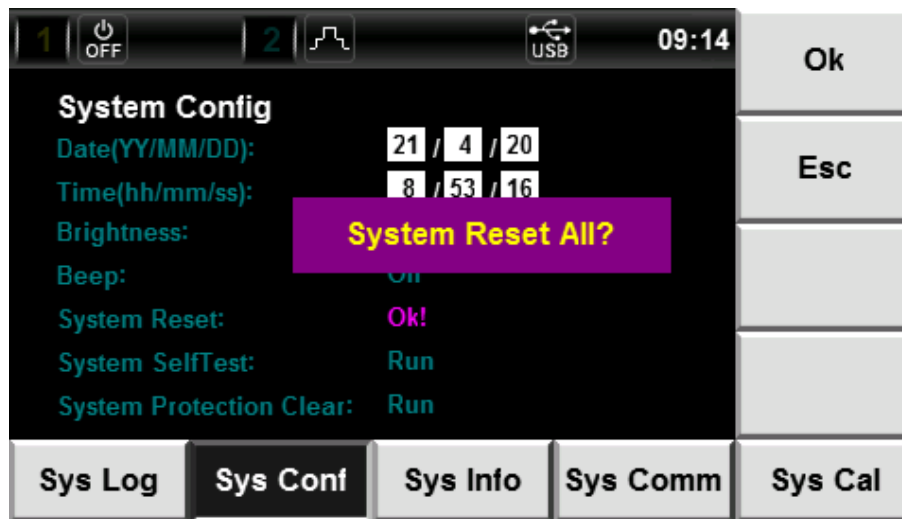 1 OFF 2 USB 09:14
Ok
System Config
Date(YY/MM/DD): 21 / 4 / 20
Esc
Time(hh/mm/ss): 8 / 53 / 16
Brightness:
System Reset All?
Beep:
System Reset: Ok!
System SelfTest: Run
System Protection Clear: Run
Sys Log Sys Conf Sys Info Sys Comm Sys Cal